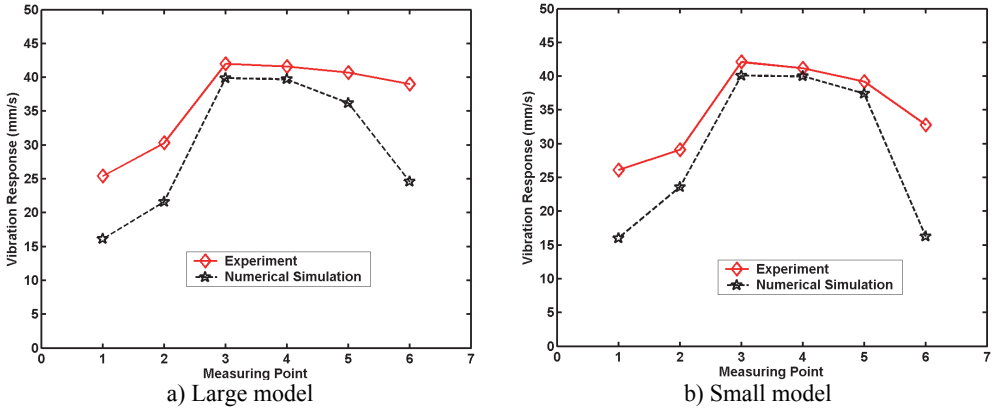 50
45
40
35
30
25
20
15
10
5
0
Vibration Response (mm/s)
Experiment
Numerical Simulation
0 1 2 3 4 5 6 7
Measuring Point
a) Large model
50
45
40
35
30
25
20
15
10
5
0
Vibration Response (mm/s)
Experiment
Numerical Simulation
0 1 2 3 4 5 6 7
Measuring Point
b) Small model